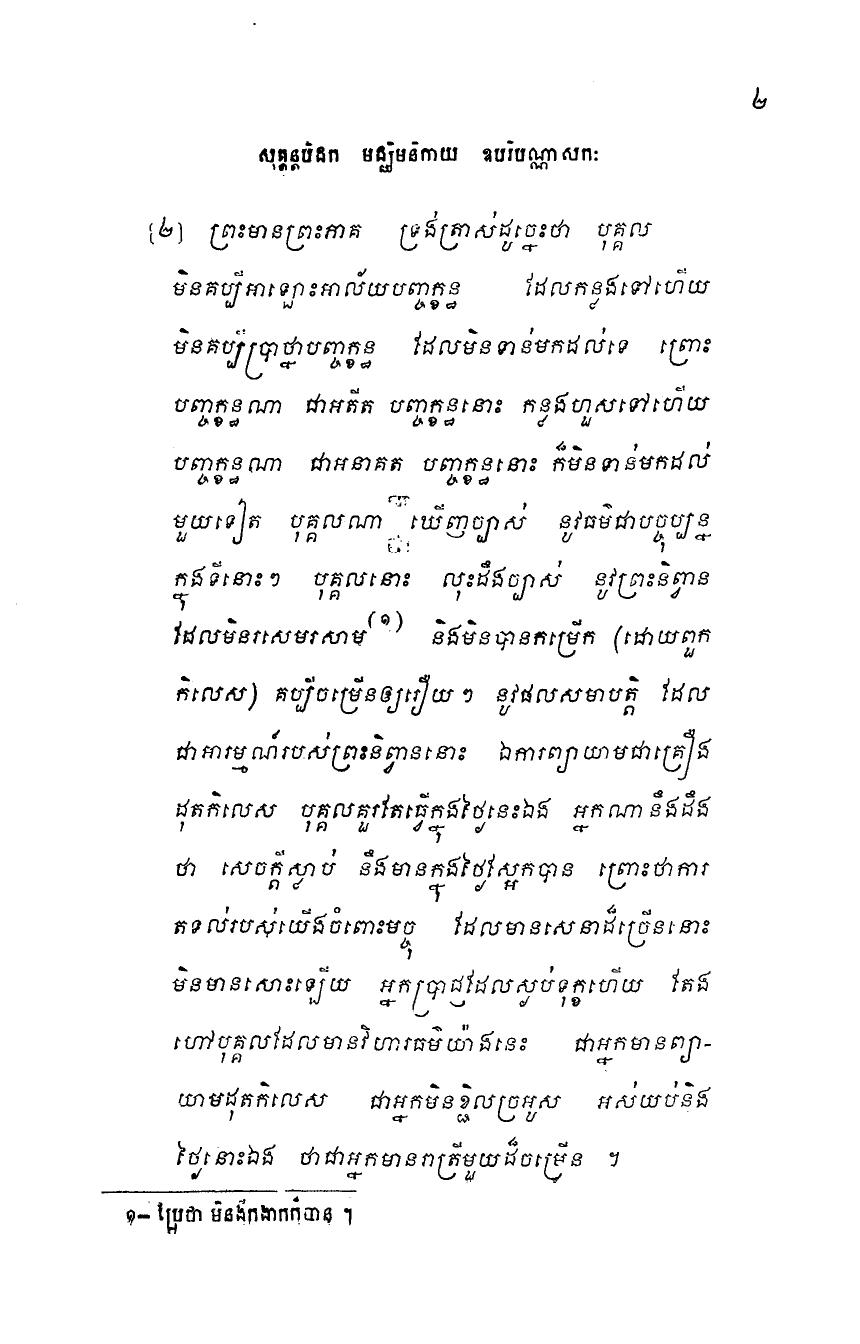 ២
សុត្តន្តបិដក មជ្ឈិមនិកាយ ឧបរិបណ្ណាសកៈ
[២] ព្រះមានព្រះភាគ ទ្រង់ត្រាស់ដូច្នេះថា បុគ្គល
មិនគប្បីអាឡោះអាល័យបញ្ចក្ខន្ធ ដែលកន្លងទៅហើយ
មិនគប្បីប្រាថ្នាបញ្ចក្ខន្ធ ដែលមិនទាន់មកដល់ទេ ព្រោះ
បញ្ចក្ខន្ធណា ជាអតីត បញ្ចក្ខន្ធនោះ កន្លងហួសទៅហើយ
បញ្ចក្ខន្ធណា ជាអនាគត បញ្ចក្ខន្ធនោះ ក៏មិនទាន់មកដល់
មួយទៀត បុគ្គលណា ឃើញច្បាស់ នូវធម៌ជាបច្ចុប្បន្ន
ក្នុងទីនោះៗ បុគ្គលនោះ លុះដឹងច្បាស់ នូវព្រះនិព្វាន
ដែលមិនរសេមរសាម(១) និងមិនបានកម្រើក (ដោយពួក
កិលេស) គប្បីចម្រើនឲ្យរឿយៗ នូវផលសមាបត្តិ ដែល
ជាអារម្មណ៍របស់ព្រះនិព្វាននោះ ឯការព្យាយាមជាគ្រឿង
ដុតកិលេស បុគ្គលគួរតែធ្វើក្នុងថ្ងៃនេះឯង អ្នកណានឹងដឹង
ថា សេចក្តីស្លាប់ នឹងមានក្នុងថ្ងៃស្អែកបាន ព្រោះថាការ
តទល់របស់យើងចំពោះមច្ចុ ដែលមានសេនាដ៏ច្រើននោះ
មិនមានសោះឡើយ អ្នកប្រាជ្ញដែលស្ងប់ទុក្ខហើយ តែង
ហៅបុគ្គលដែលមានវិហារធម៌យ៉ាងនេះ ជាអ្នកមានព្យា-
យាមដុតកិលេស ជាអ្នកមិនខ្ជិលច្រអូស អស់យប់និង
ថ្ងៃនោះឯង ថាជាអ្នកមានរាត្រីមួយដ៏ចម្រើន ។
១– ប្រែថា មិនងាកក៏បាន ។